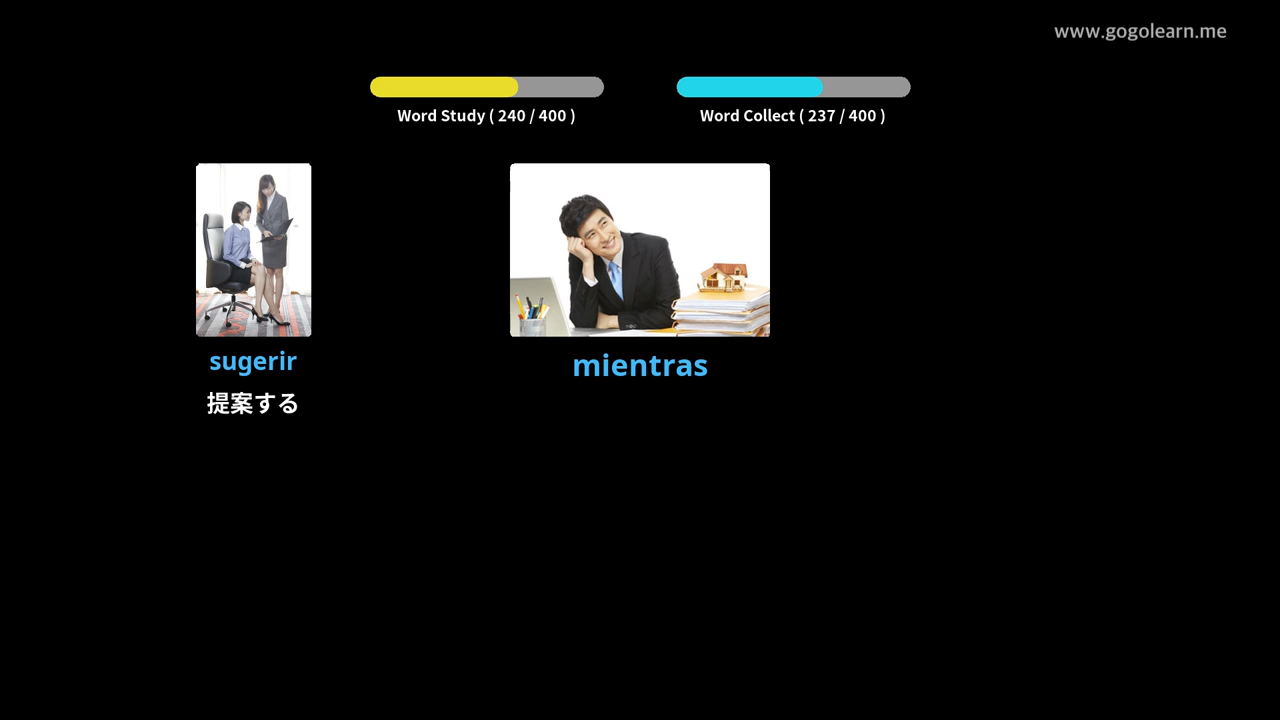 www.gogolearn.me
Word Study ( 240 / 400 )
Word Collect ( 237 / 400 )
sugerir
提案する
mientras